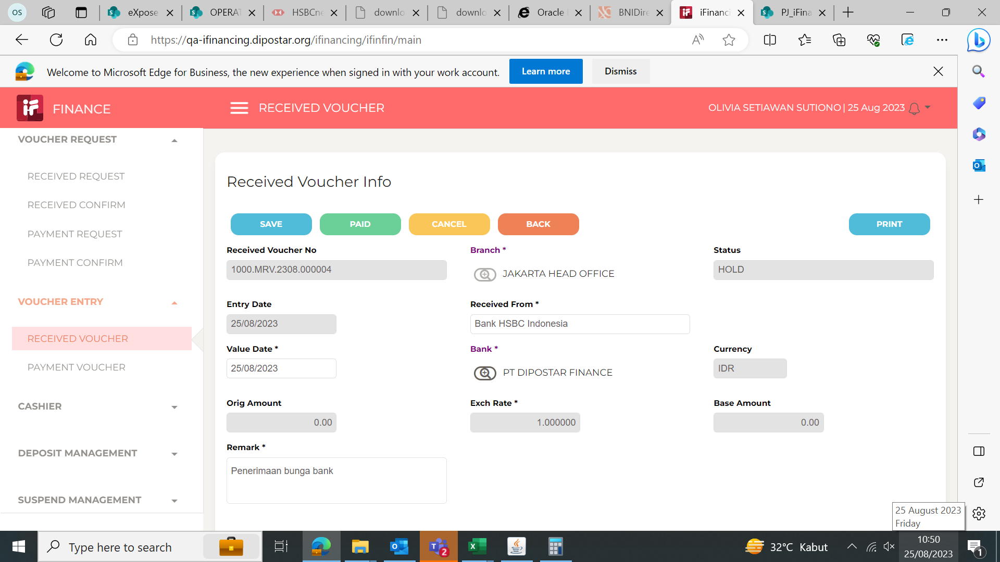 OS
eXpose
OPERAT
HSBCne
downlo
downlo
Oracle
BNIDire
iFinanci
PJ_iFina
https://qa-ifinancing.dipostar.org/ifinancing/ifinfin/main
Welcome to Microsoft Edge for Business, the new experience when signed in with your work account.
Learn more
Dismiss
iF FINANCE
RECEIVED VOUCHER
OLIVIA SETIAWAN SUTIONO | 25 Aug 2023
VOUCHER REQUEST
RECEIVED REQUEST
RECEIVED CONFIRM
PAYMENT REQUEST
PAYMENT CONFIRM
VOUCHER ENTRY
RECEIVED VOUCHER
PAYMENT VOUCHER
CASHIER
DEPOSIT MANAGEMENT
SUSPEND MANAGEMENT
Received Voucher Info
SAVE
PAID
CANCEL
BACK
PRINT
Received Voucher No
1000.MRV.2308.000004
Branch *
JAKARTA HEAD OFFICE
Status
HOLD
Entry Date
25/08/2023
Received From *
Bank HSBC Indonesia
Value Date *
25/08/2023
Bank *
PT DIPOSTAR FINANCE
Currency
IDR
Orig Amount
0.00
Exch Rate *
1.000000
Base Amount
0.00
Remark *
Penerimaan bunga bank
25 August 2023
Friday
Type here to search
2
32°C Kabut
10:50
25/08/2023
1